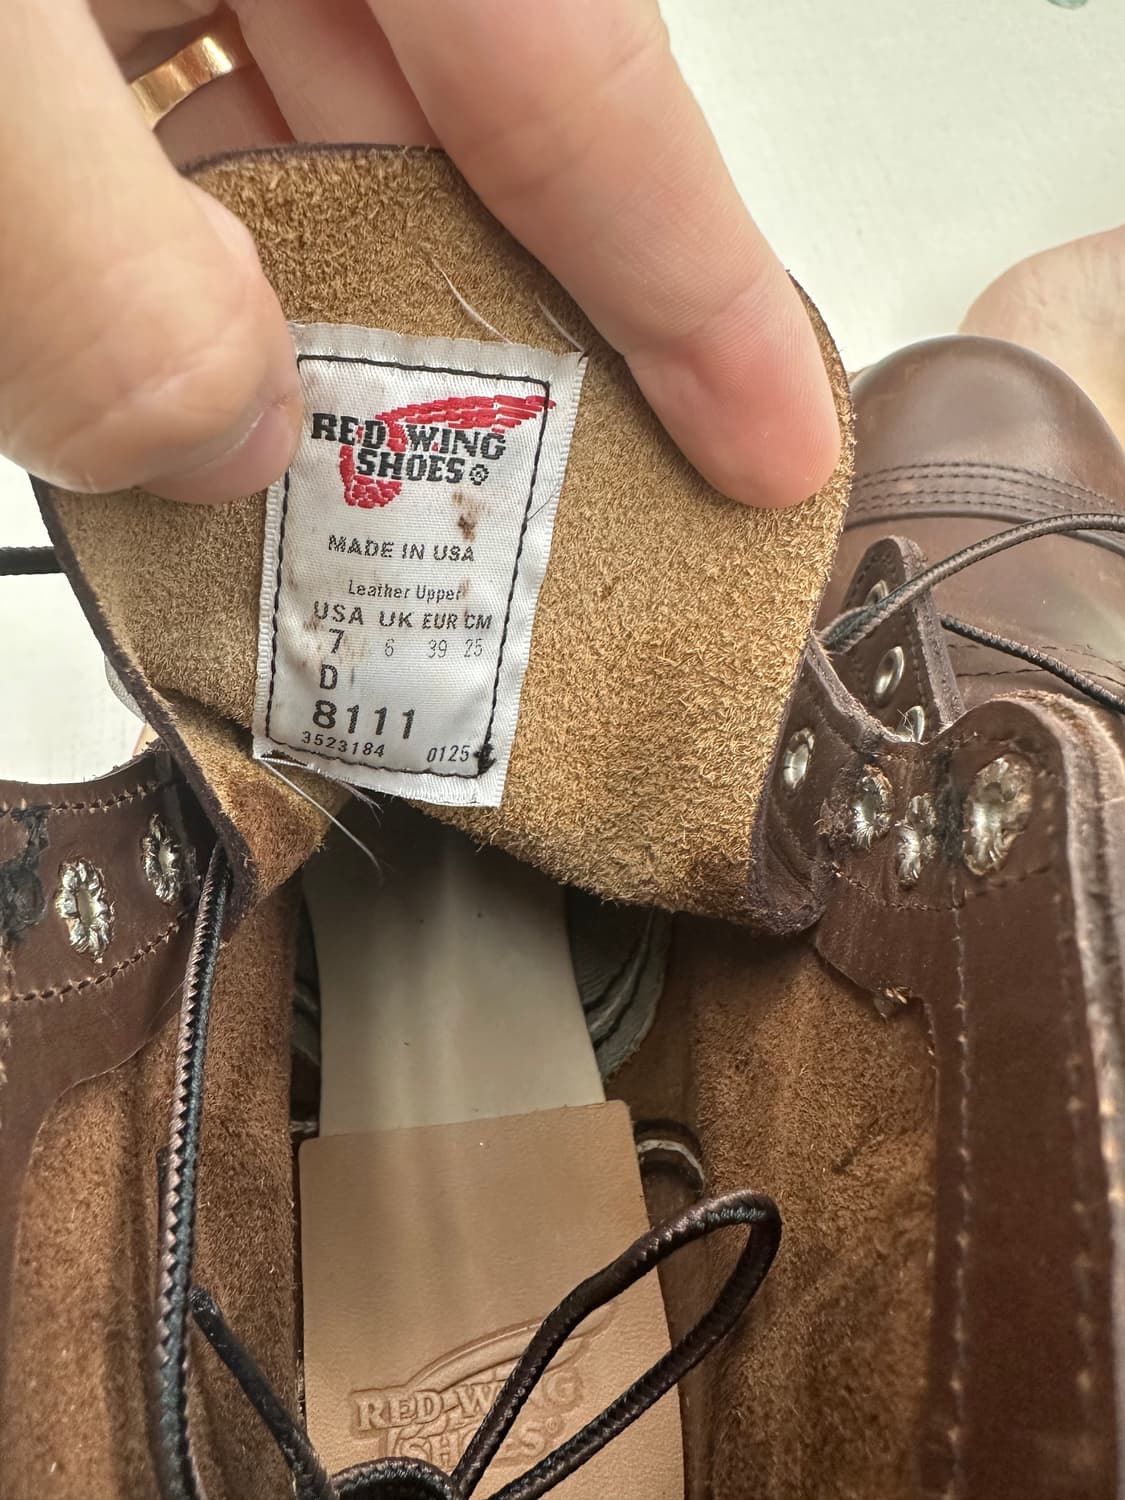 RED WING
SHOES®
MADE IN USA
Leather Upper
USA UK EUR CM
7 6 39 25
D
8111
3523184 0125
RED WING
SHOES®